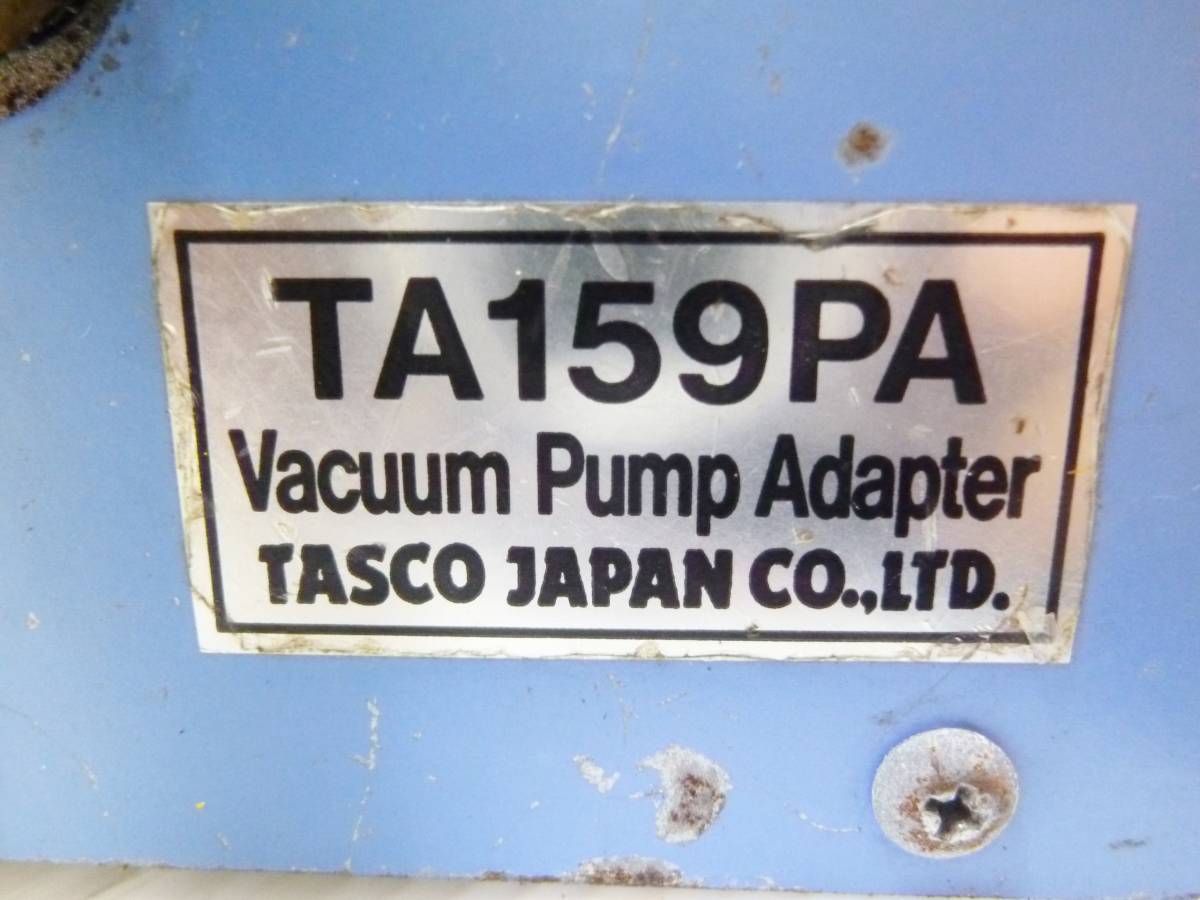 TA159PA
Vacuum Pump Adapter
TASCO JAPAN CO.,LTD.